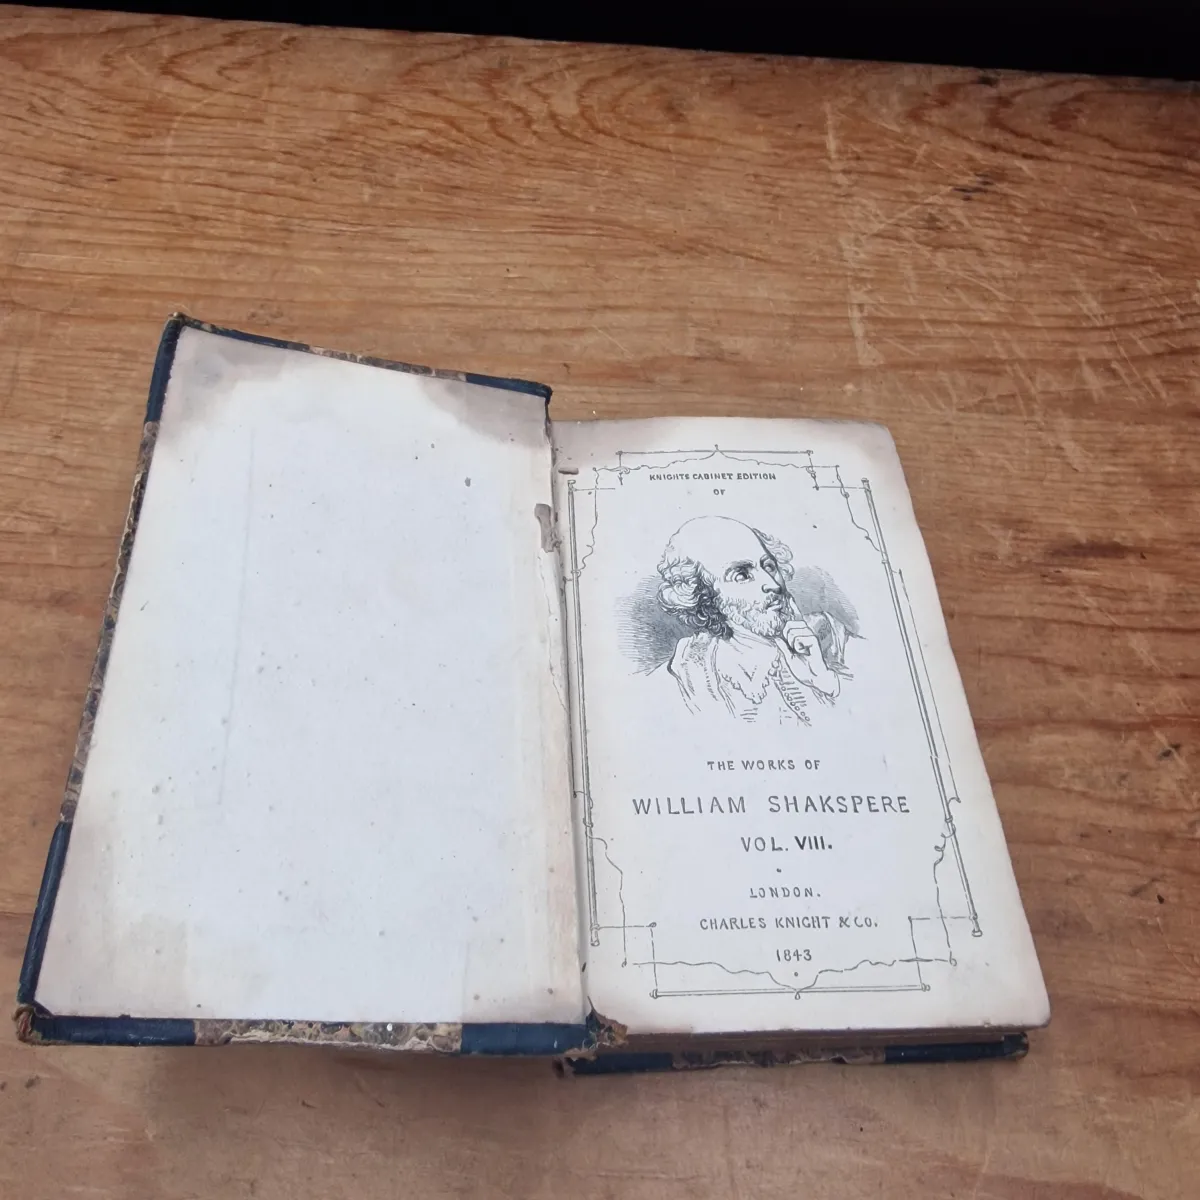 KNIGHTS CABINET EDITION
OF
THE WORKS OF
WILLIAM SHAKSPERE
VOL. VIII.
LONDON.
CHARLES KNIGHT & CO.
1843